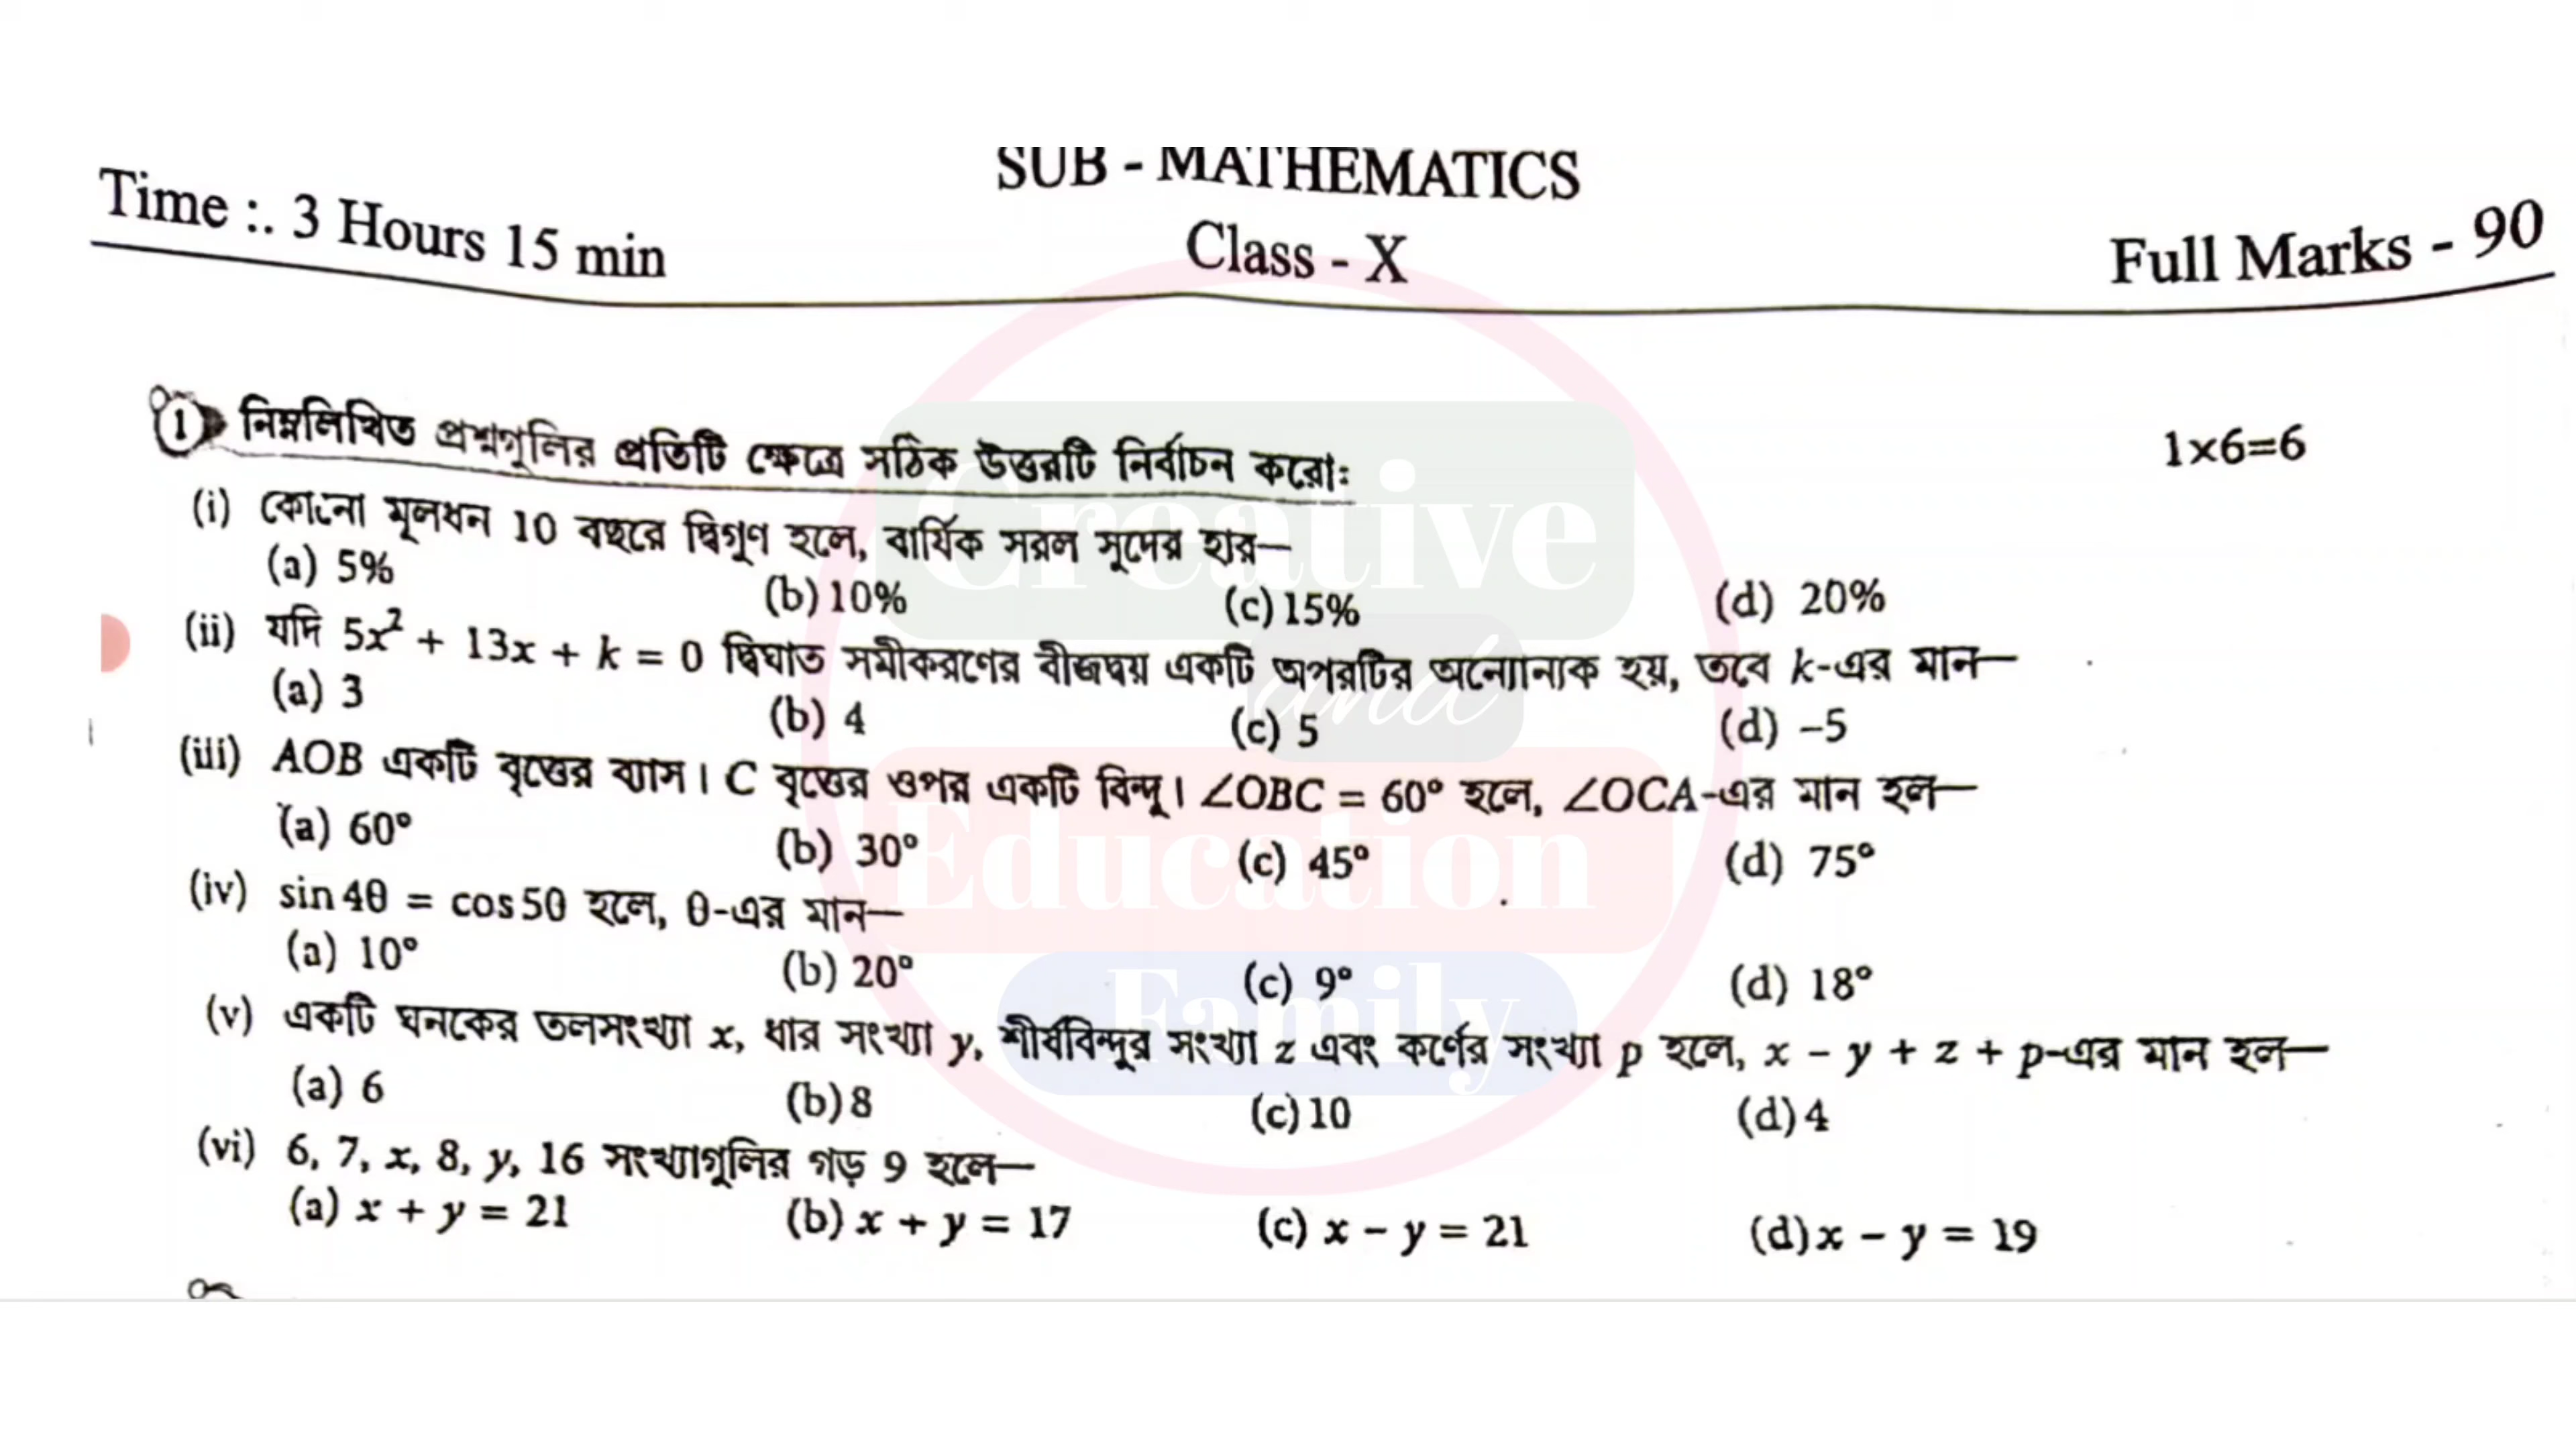 SUB - MATHEMATICS
Time :. 3 Hours 15 min
Class - X
Full Marks - 90
1 নিম্নলিখিত প্রশ্নগুলির প্রতিটি ক্ষেত্রে সঠিক উত্তরটি নির্বাচন করো: 1×6=6
(i) কোনো মূলধন 10 বছরে দ্বিগুণ হলে, বার্ষিক সরল সুদের হার—
(a) 5% (b) 10% (c) 15% (d) 20%
(ii) যদি 5x² + 13x + k = 0 দ্বিঘাত সমীকরণের বীজদ্বয় একটি অপরটির অন্যোন্যক হয়, তবে k-এর মান—
(a) 3 (b) 4 (c) 5 (d) –5
(iii) AOB একটি বৃত্তের ব্যাস। C বৃত্তের ওপর একটি বিন্দু। ∠OBC = 60° হলে, ∠OCA-এর মান হল—
(a) 60° (b) 30° (c) 45° (d) 75°
(iv) sin 4θ = cos 5θ হলে, θ-এর মান—
(a) 10° (b) 20° (c) 9° (d) 18°
(v) একটি ঘনকের তলসংখ্যা x, ধার সংখ্যা y, শীর্ষবিন্দুর সংখ্যা z এবং কর্ণের সংখ্যা p হলে, x – y + z + p-এর মান হল—
(a) 6 (b) 8 (c) 10 (d) 4
(vi) 6, 7, x, 8, y, 16 সংখ্যাগুলির গড় 9 হলে—
(a) x + y = 21 (b) x + y = 17 (c) x – y = 21 (d) x – y = 19
Creative
and
Education
Family